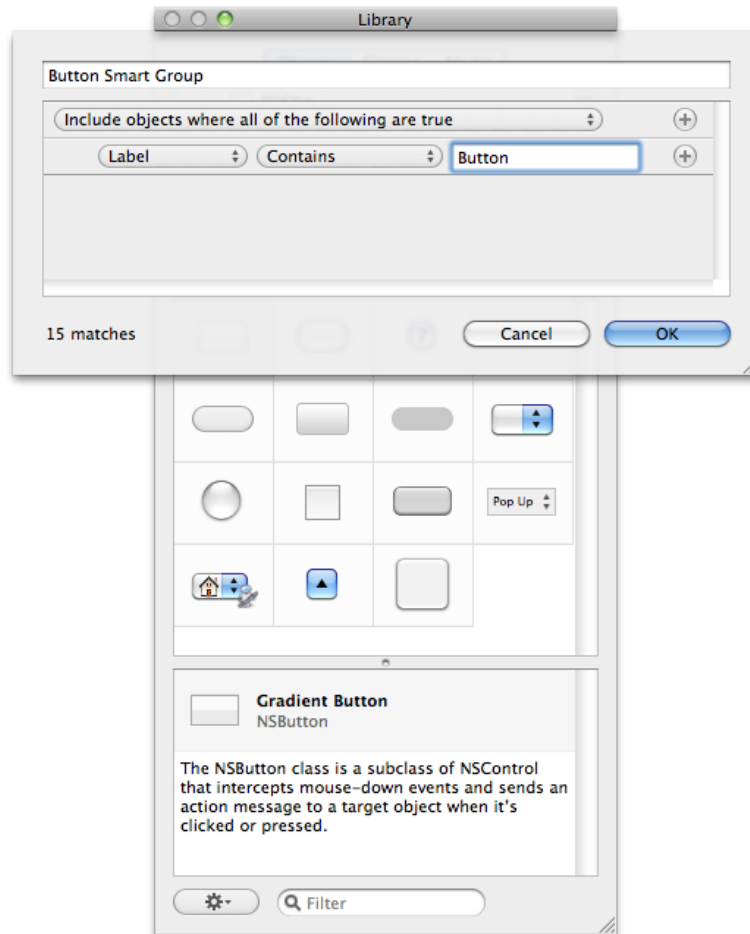 Library
Button Smart Group
Include objects where all of the following are true
Label Contains Button
15 matches Cancel OK
Pop Up
Gradient Button
NSButton
The NSButton class is a subclass of NSControl
that intercepts mouse-down events and sends an
action message to a target object when it's
clicked or pressed.
Filter